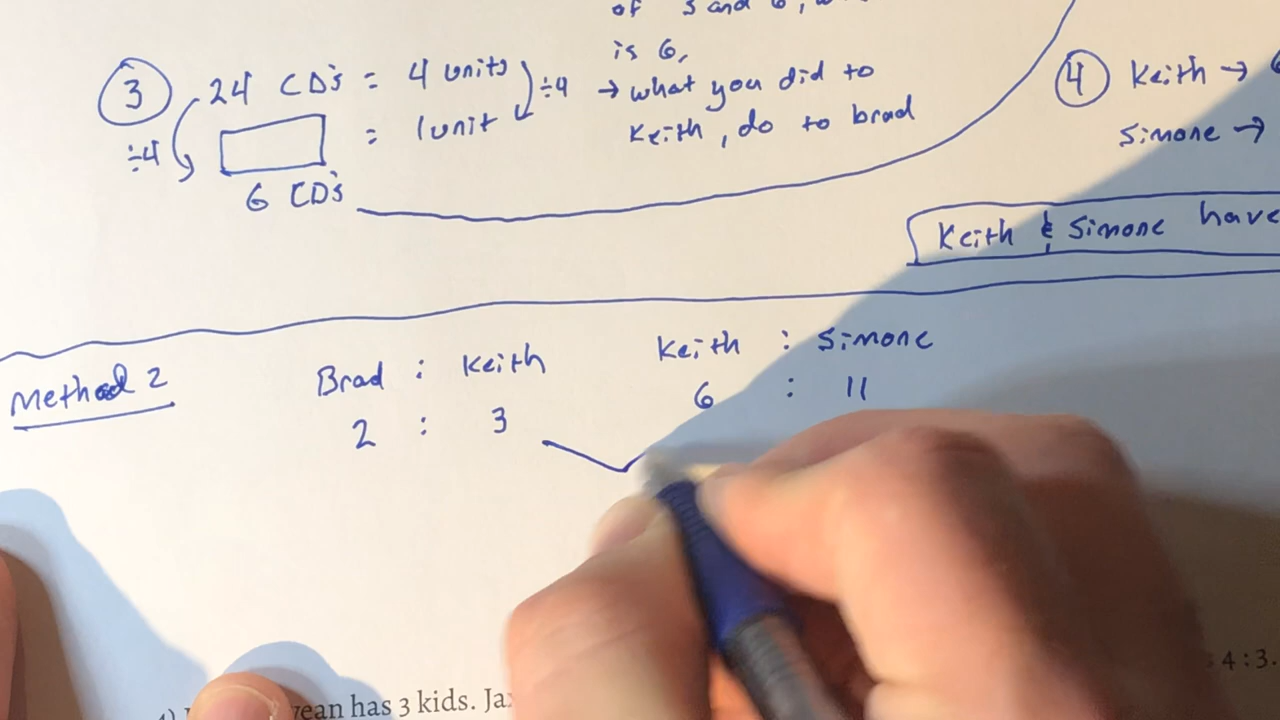 of 3 and 6,
is 6,
③ 24 CD's = 4 units ÷4
→ what you did to
÷4 = 1 unit
Keith, do to brad
6 CD's
④ Keith →
Simone →
Keith & Simone have
Method 2
Brad : Keith
Keith : Simone
2 : 3
6 : 11
4:3.
has 3 kids.